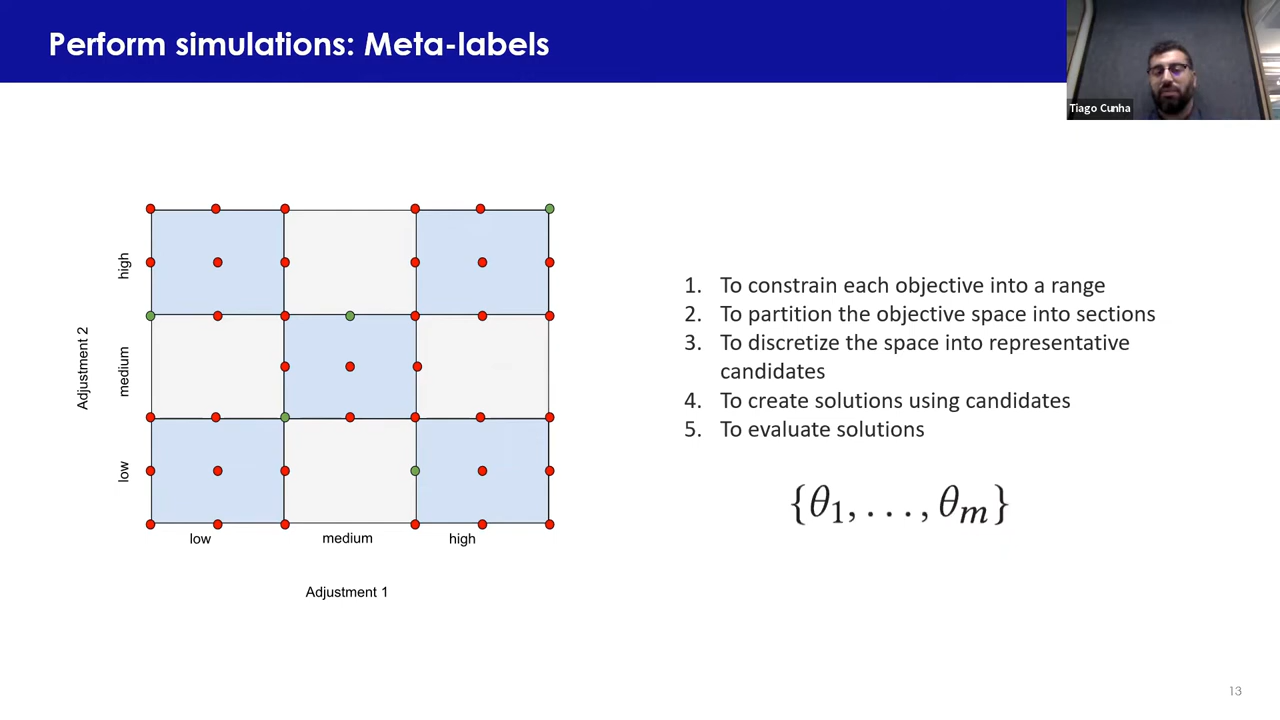 Perform simulations: Meta-labels
Tiago Cunha
high
medium
low
Adjustment 2
low medium high
Adjustment 1
1. To constrain each objective into a range
2. To partition the objective space into sections
3. To discretize the space into representative
candidates
4. To create solutions using candidates
5. To evaluate solutions
{θ₁, . . . , θₘ}
13